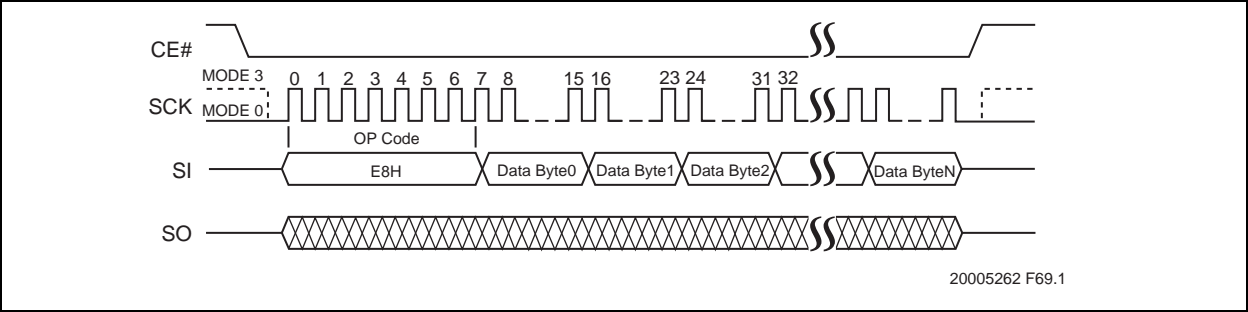 CE#
MODE 3
0 1 2 3 4 5 6 7 8 15 16 23 24 31 32
SCK
MODE 0
OP Code
SI
E8H
Data Byte0
Data Byte1
Data Byte2
Data ByteN
SO
20005262 F69.1